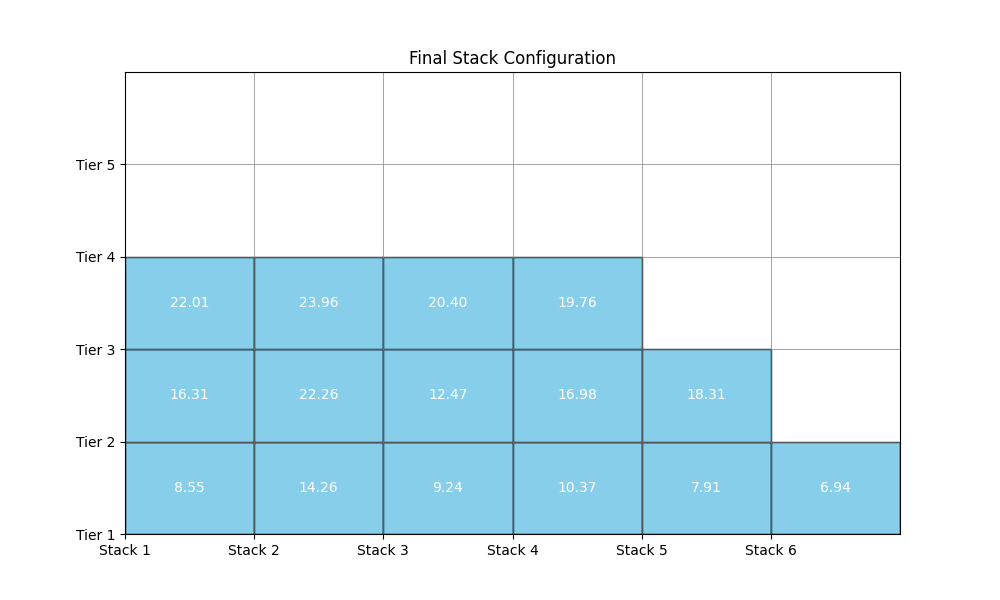 Final Stack Configuration
Tier 5
Tier 4
22.01 23.96 20.40 19.76
Tier 3
16.31 22.26 12.47 16.98 18.31
Tier 2
8.55 14.26 9.24 10.37 7.91 6.94
Tier 1
Stack 1 Stack 2 Stack 3 Stack 4 Stack 5 Stack 6